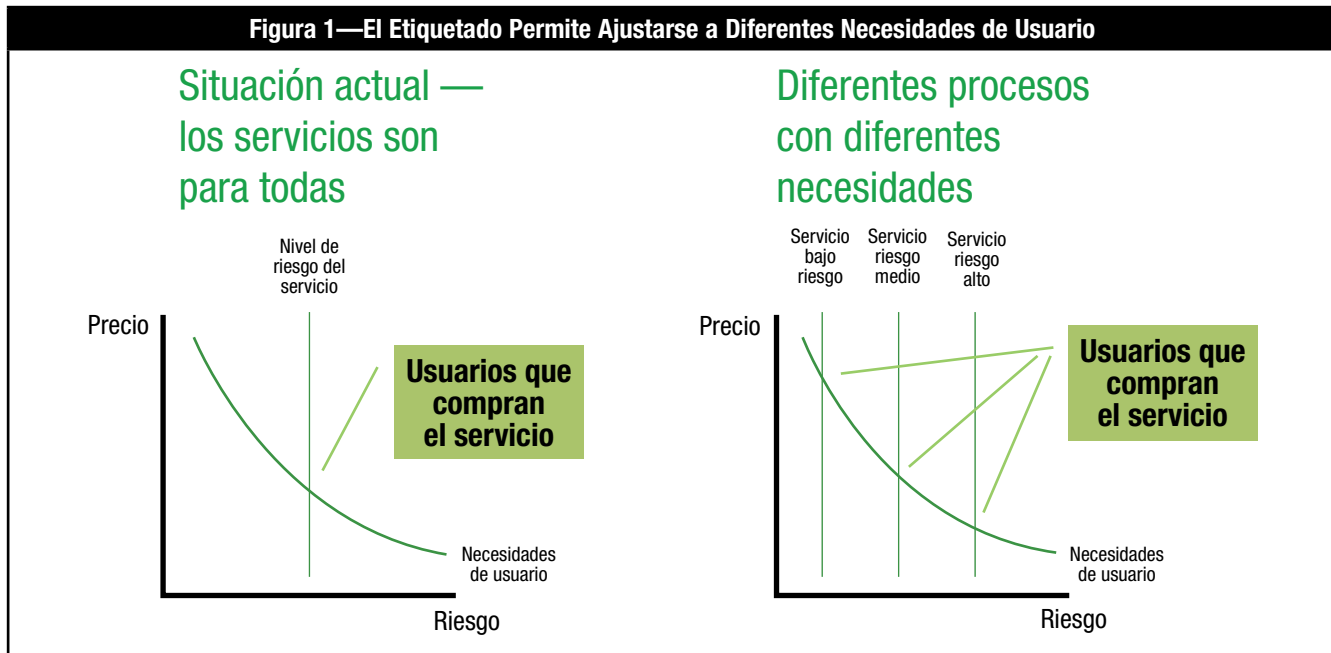 Figura 1—El Etiquetado Permite Ajustarse a Diferentes Necesidades de Usuario
Situación actual —
los servicios son
para todas
Nivel de
riesgo del
servicio
Precio
Usuarios que
compran
el servicio
Necesidades
de usuario
Riesgo
Diferentes procesos
con diferentes
necesidades
Servicio
bajo
riesgo
Servicio
riesgo
medio
Servicio
riesgo
alto
Precio
Usuarios que
compran
el servicio
Necesidades
de usuario
Riesgo